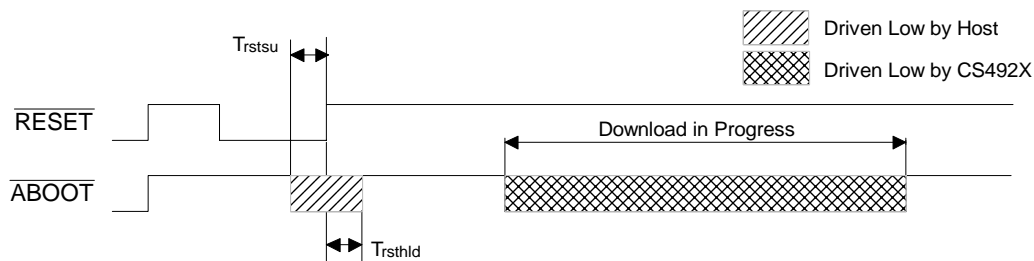 Trstsu
Driven Low by Host
Driven Low by CS492X
RESET
Download in Progress
ABOOT
Trsthld